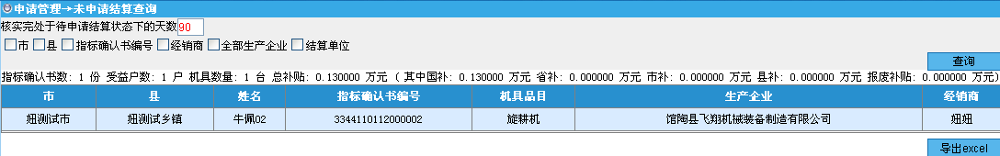 申请管理→未申请结算查询
核实完处于待申请结算状态下的天数 90
市 县 指标确认书编号 经销商 全部生产企业 结算单位
查询
指标确认书数: 1 份 受益户数: 1 户 机具数量: 1 台 总补贴: 0.130000 万元 ( 其中国补: 0.130000 万元 省补: 0.000000 万元 市补: 0.000000 万元 县补: 0.000000 万元 报废补贴: 0.000000 万元)
市 县 姓名 指标确认书编号 机具品目 生产企业 经销商
妞测试市 妞测试乡镇 牛佩02 3344110112000002 旋耕机 馆陶县飞翔机械装备制造有限公司 妞妞
导出excel